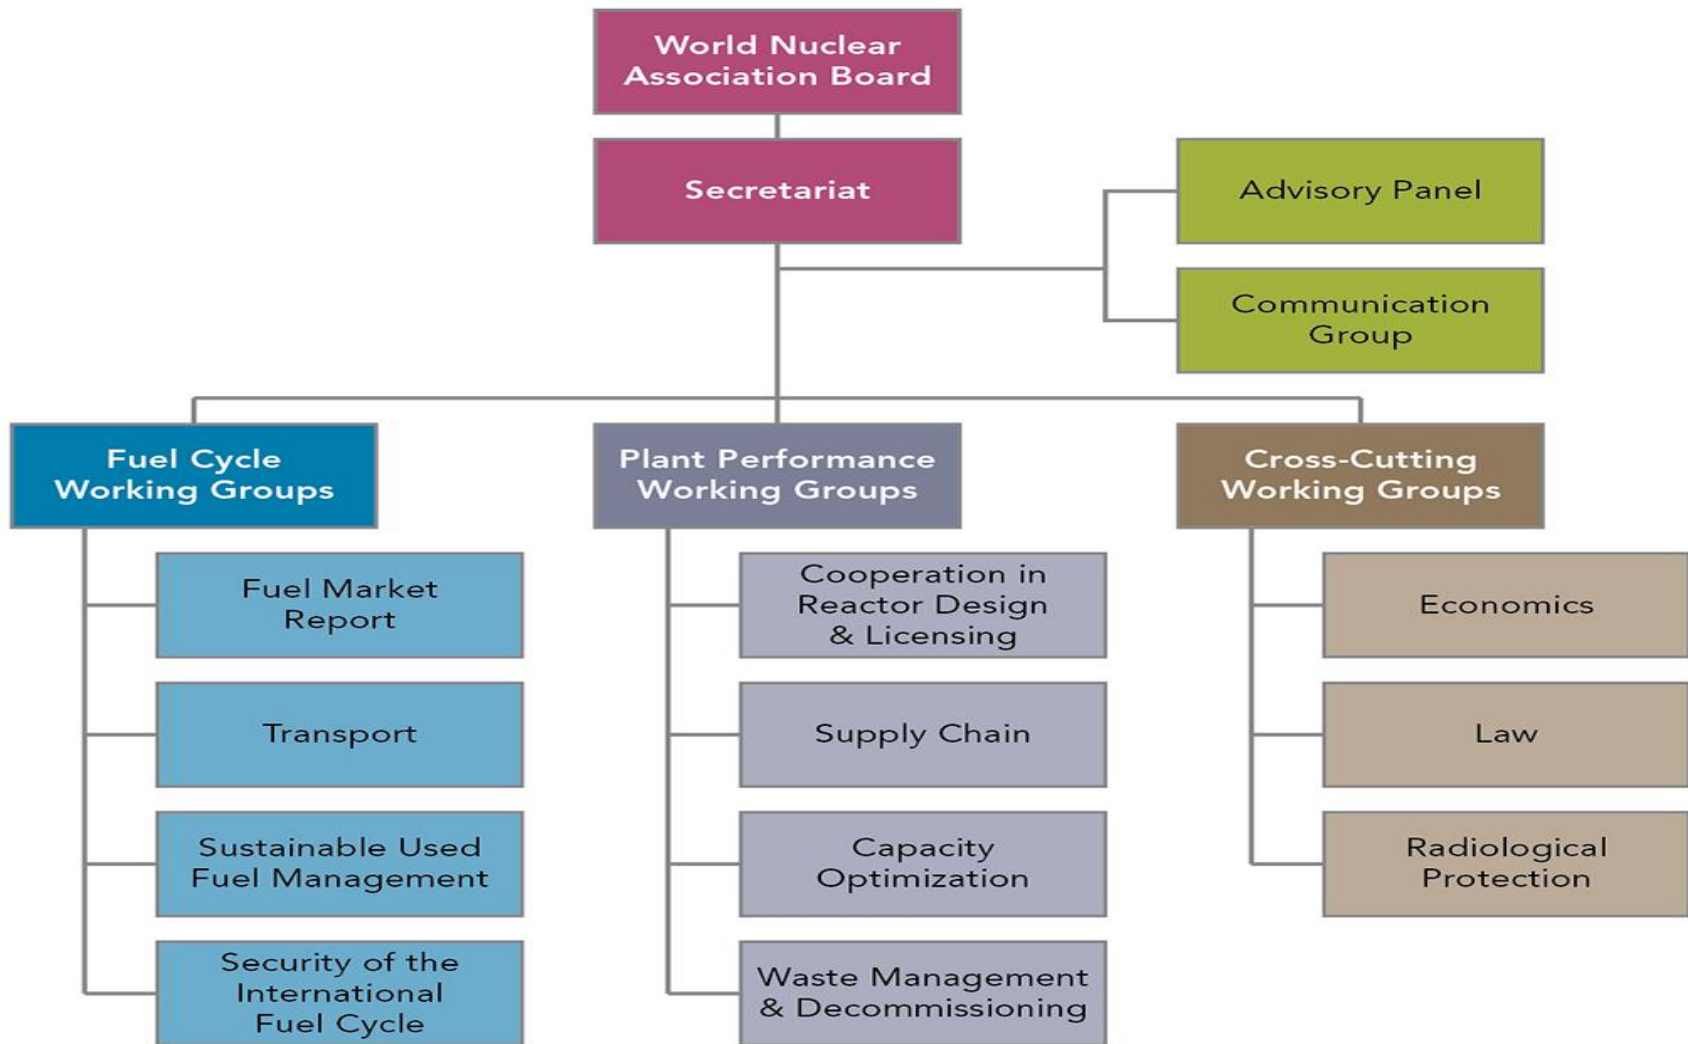 World Nuclear
Association Board
Secretariat
Advisory Panel
Communication
Group
Fuel Cycle
Working Groups
Fuel Market
Report
Transport
Sustainable Used
Fuel Management
Security of the
International
Fuel Cycle
Plant Performance
Working Groups
Cooperation in
Reactor Design
& Licensing
Supply Chain
Capacity
Optimization
Waste Management
& Decommissioning
Cross-Cutting
Working Groups
Economics
Law
Radiological
Protection